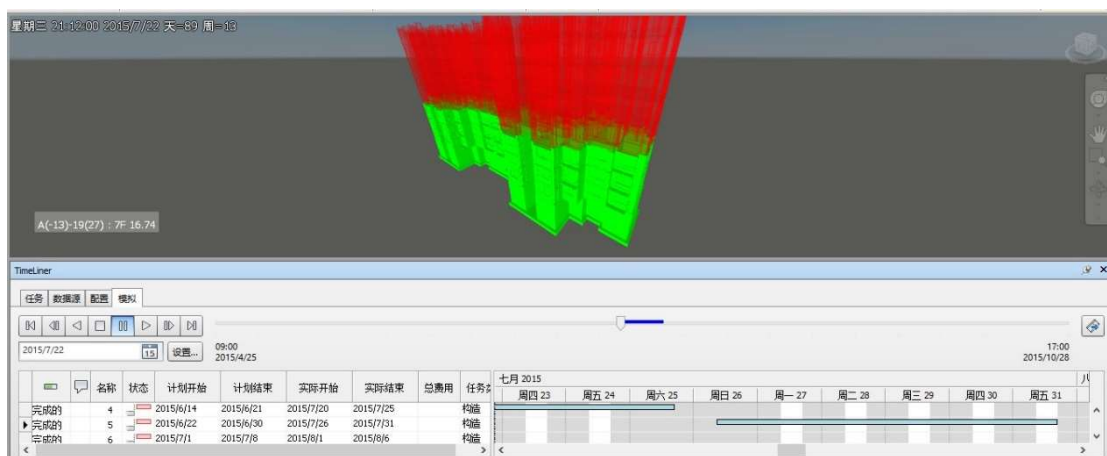 星期三 21:12:00 2015/7/22 天=89 周=13
A(-13)-19(27) : 7F 16.74
TimeLiner
任务 数据源 配置 模拟
2015/7/22 15 设置... 09:00 2015/4/25 17:00 2015/10/28
名称 状态 计划开始 计划结束 实际开始 实际结束 总费用 任务
七月 2015
周四 23 周五 24 周六 25 周日 26 周一 27 周二 28 周三 29 周四 30 周五 31
完成的 4 2015/6/14 2015/6/21 2015/7/20 2015/7/25 构造
完成的 5 2015/6/22 2015/6/30 2015/7/26 2015/7/31 构造
完成的 6 2015/7/1 2015/7/8 2015/8/1 2015/8/6 构造